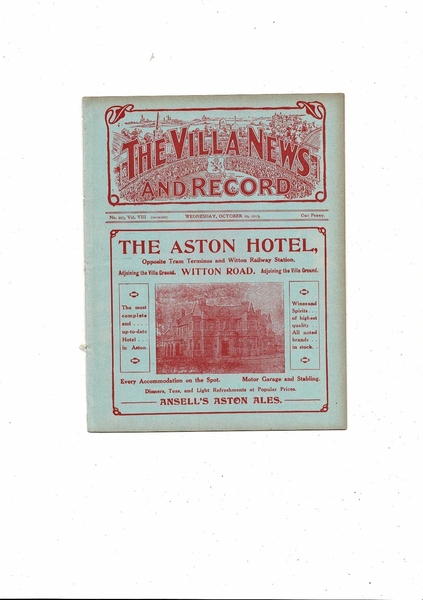 THE VILLA NEWS
AND RECORD
Vol. VIII WEDNESDAY, OCTOBER One Penny.
THE ASTON HOTEL,
Opposite Tram Terminus and Witton Railway Station.
Adjoining the Villa Ground. WITTON ROAD. Adjoining the Villa Ground.
The most
complete
and . . . .
up-to-date
Hotel . . .
in Aston.
Wines and
Spirits . . .
of highest
quality
All noted
brands . .
in stock.
Every Accommodation on the Spot. Motor Garage and Stabling.
Dinners, Teas, and Light Refreshments at Popular Prices.
ANSELL'S ASTON ALES.